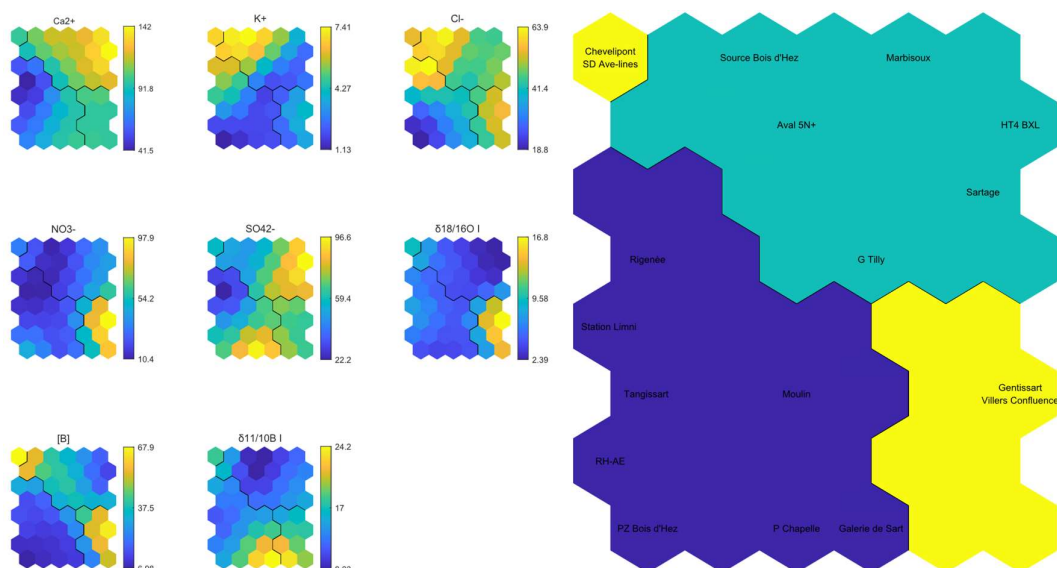 Ca2+
142
91.8
41.5
K+
7.41
4.27
1.13
Cl-
63.9
41.4
18.8
NO3-
97.9
54.2
10.4
SO42-
96.6
59.4
22.2
δ18/16O I
16.8
9.58
2.39
[B]
67.9
37.5
δ11/10B I
24.2
17
Chevelipont
SD Ave-lines
Source Bois d'Hez
Marbisoux
Aval 5N+
HT4 BXL
Sartage
Rigenée
G Tilly
Station Limni
Tangissart
Moulin
Gentissart
Villers Confluence
RH-AE
PZ Bois d'Hez
P Chapelle
Galerie de Sart